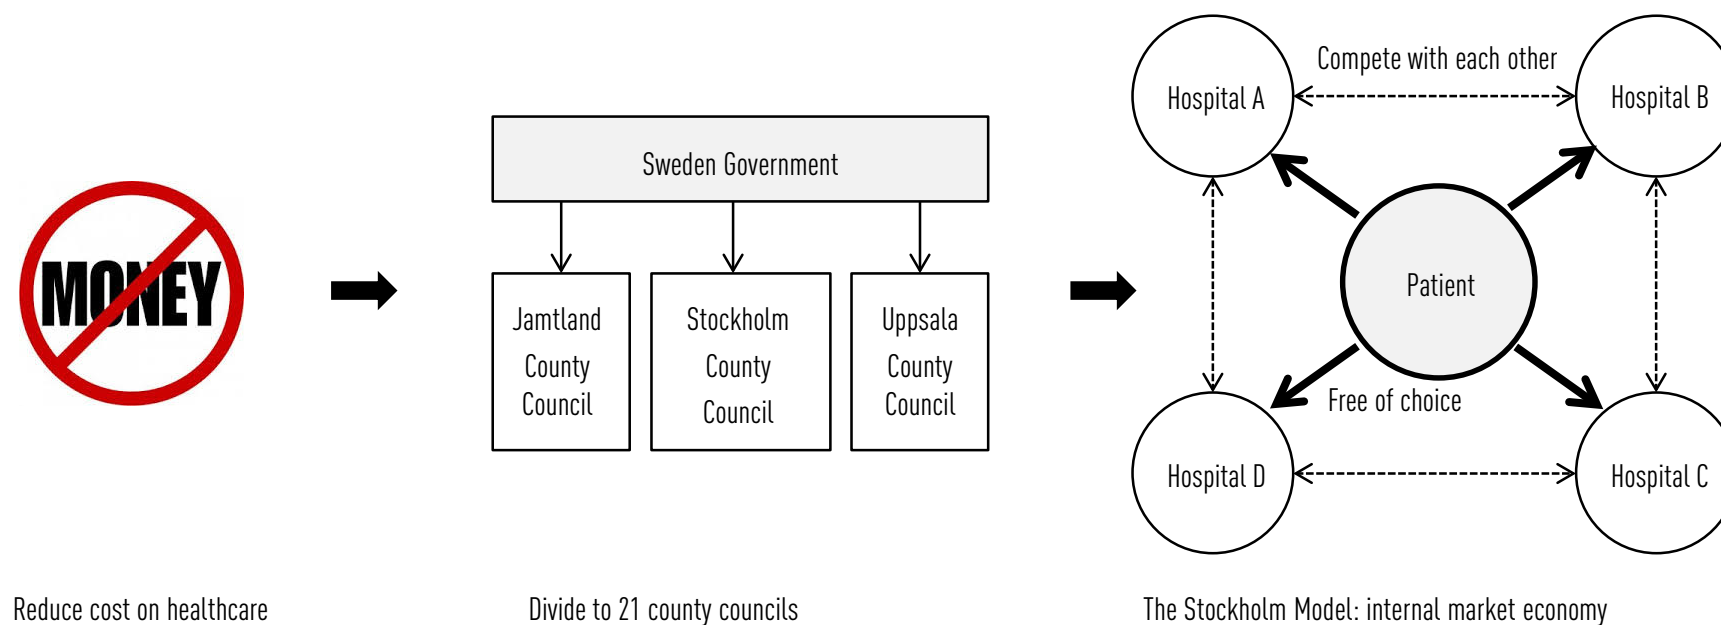 MONEY
Reduce cost on healthcare
Sweden Government
Jamtland
County
Council
Stockholm
County
Council
Uppsala
County
Council
Divide to 21 county councils
Compete with each other
Hospital A
Hospital B
Patient
Free of choice
Hospital D
Hospital C
The Stockholm Model: internal market economy